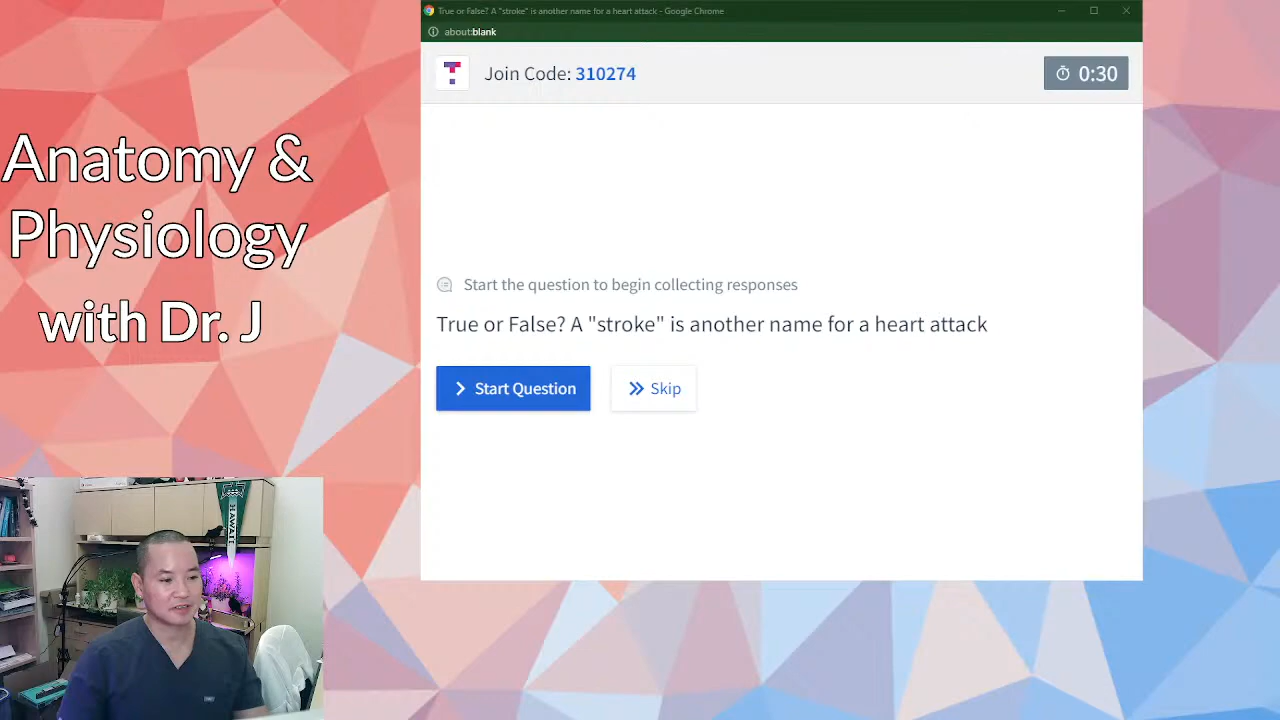 True or False? A "stroke" is another name for a heart attack - Google Chrome
about:blank
Join Code: 310274
0:30
Anatomy &
Physiology
with Dr. J
Start the question to begin collecting responses
True or False? A "stroke" is another name for a heart attack
Start Question
Skip
HAWAII